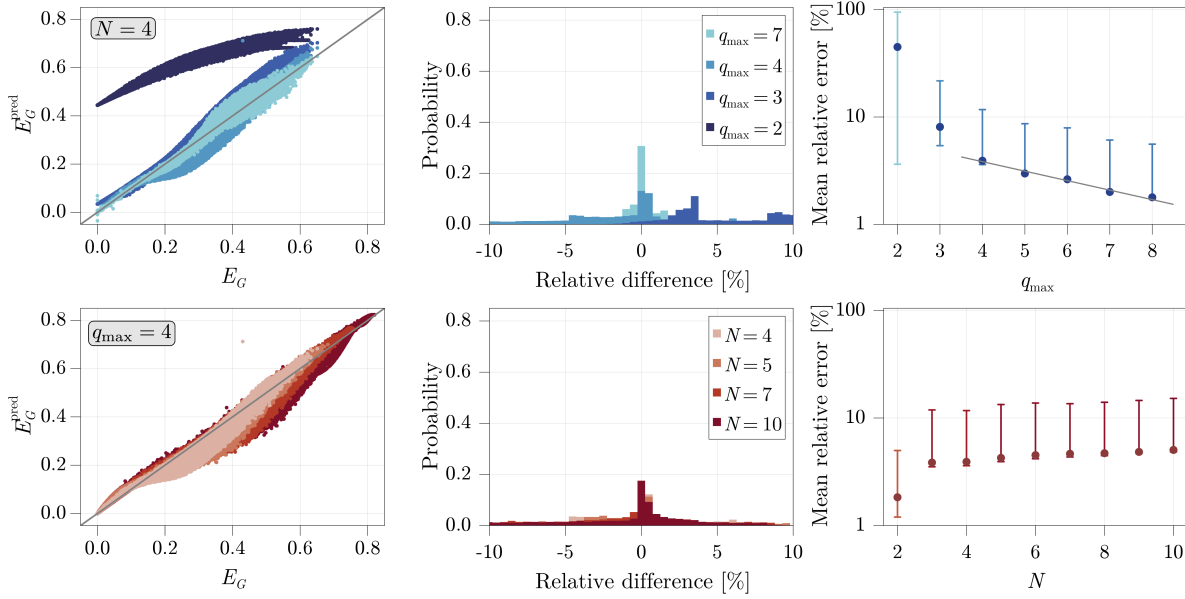 N = 4
0.8
0.6
0.4
0.2
0.0
E_G^pred
0.0 0.2 0.4 0.6 0.8
E_G
0.8
0.6
0.4
0.2
0.0
Probability
q_max = 7
q_max = 4
q_max = 3
q_max = 2
-10 -5 0 5 10
Relative difference [%]
100
10
1
Mean relative error [%]
2 3 4 5 6 7 8
q_max
q_max = 4
0.8
0.6
0.4
0.2
0.0
E_G^pred
0.0 0.2 0.4 0.6 0.8
E_G
0.8
0.6
0.4
0.2
0.0
Probability
N = 4
N = 5
N = 7
N = 10
-10 -5 0 5 10
Relative difference [%]
100
10
1
Mean relative error [%]
2 4 6 8 10
N